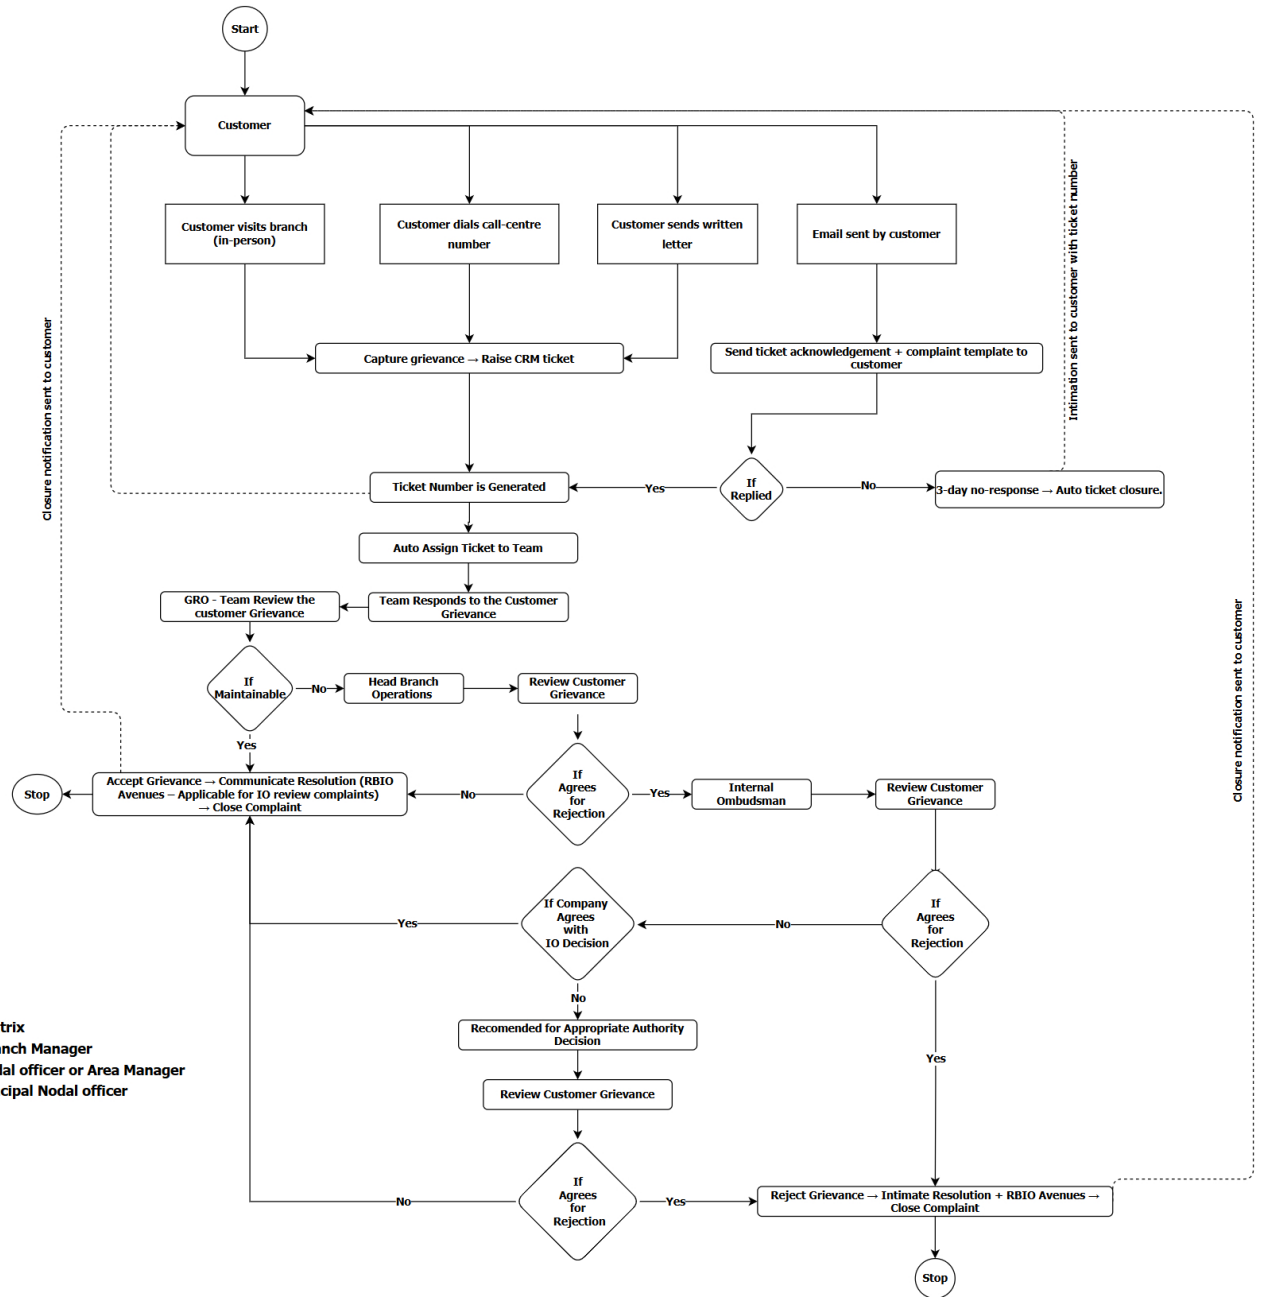 Start
Customer
Customer visits branch
(in-person)
Customer dials call-centre
number
Customer sends written
letter
Email sent by customer
Intimation sent to customer with ticket number
Closure notification sent to customer
Capture grievance → Raise CRM ticket
Send ticket acknowledgement + complaint template to
customer
If
Replied
Yes
No
Ticket Number is Generated
3-day no-response → Auto ticket closure.
Auto Assign Ticket to Team
Team Responds to the Customer
Grievance
GRO - Team Review the
customer Grievance
Closure notification sent to customer
If
Maintainable
No
Head Branch
Operations
Review Customer
Grievance
Yes
Accept Grievance → Communicate Resolution (RBIO
Avenues – Applicable for IO review complaints)
→ Close Complaint
Stop
No
If
Agrees
for
Rejection
Yes
Internal
Ombudsman
Review Customer
Grievance
If
Agrees
for
Rejection
No
If Company
Agrees
with
IO Decision
Yes
No
Recomended for Appropriate Authority
Decision
Yes
Review Customer Grievance
trix
nch Manager
al officer or Area Manager
cipal Nodal officer
If
Agrees
for
Rejection
No
Yes
Reject Grievance → Intimate Resolution + RBIO Avenues →
Close Complaint
Stop